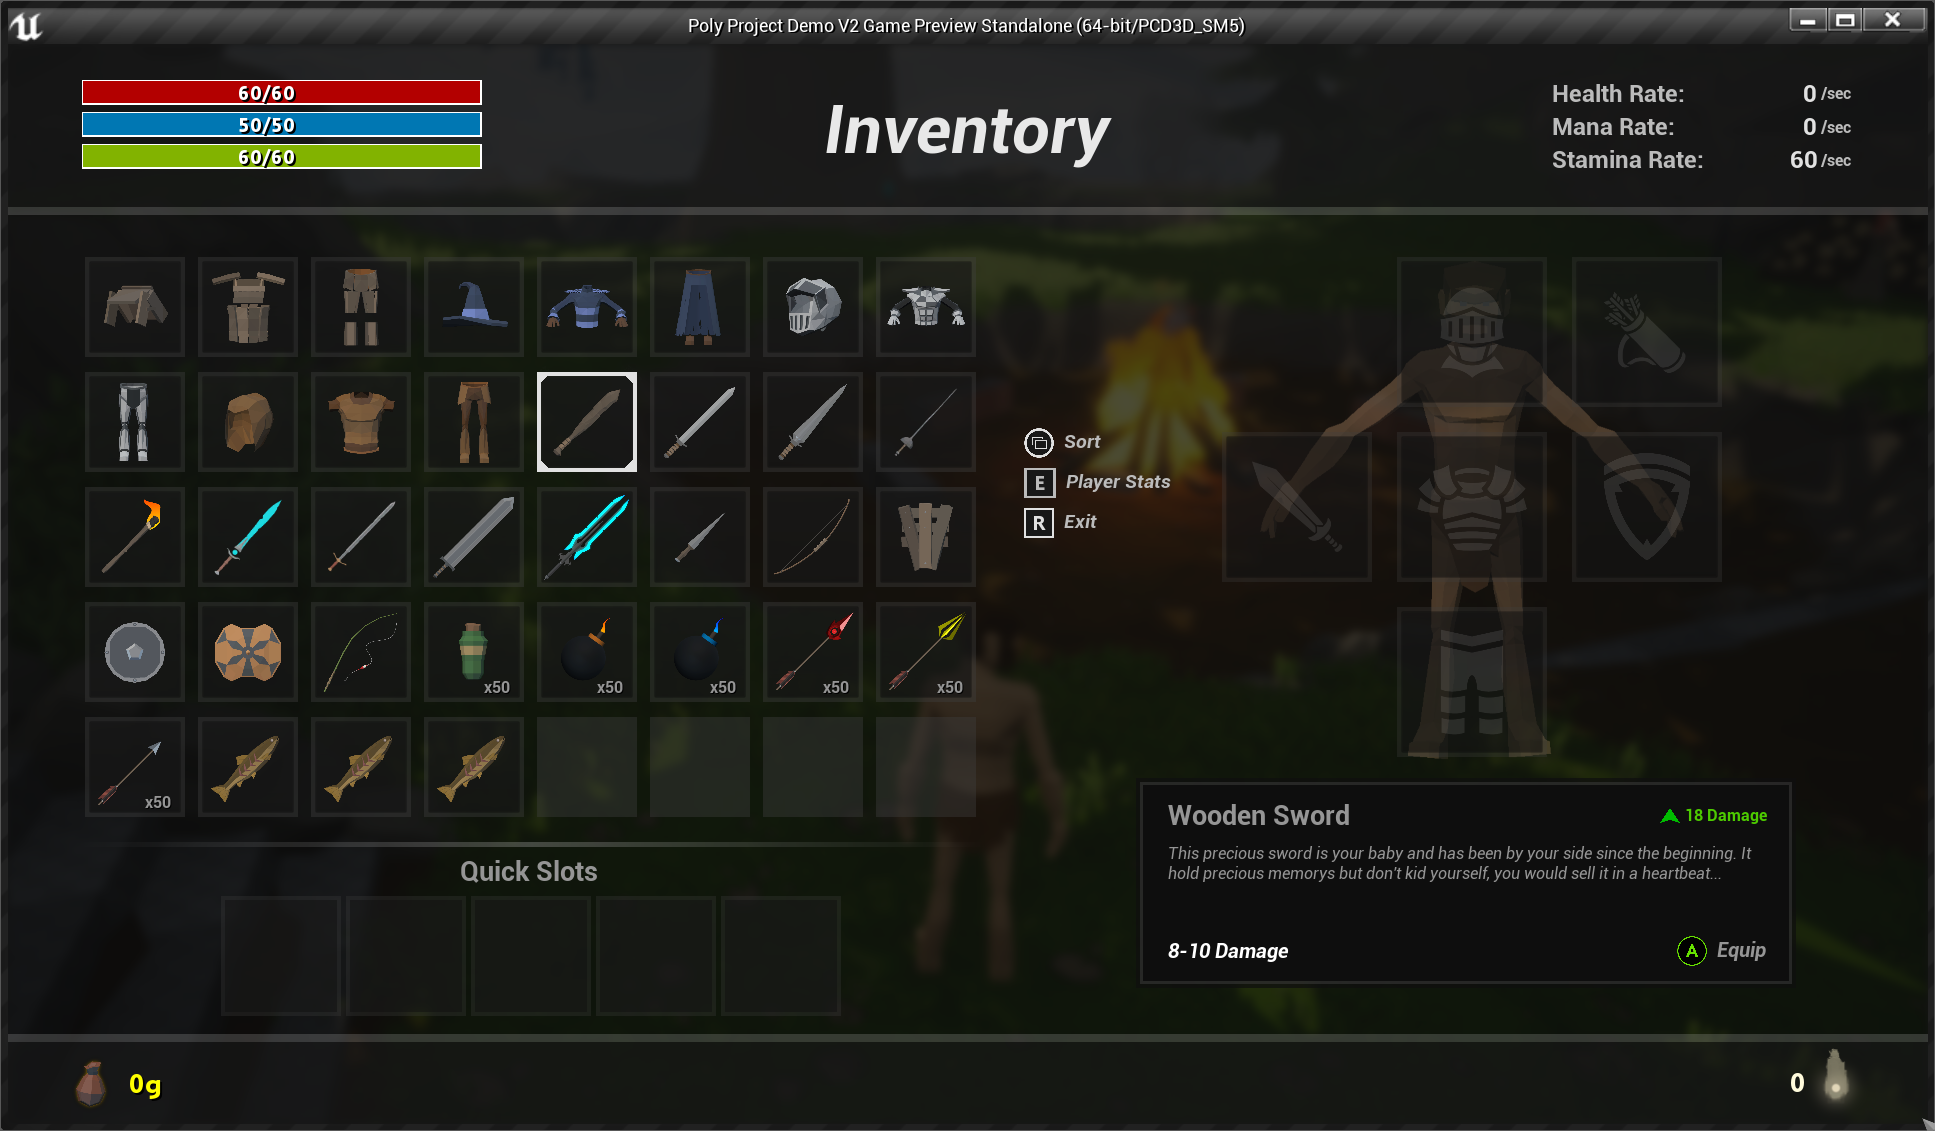 Poly Project Demo V2 Game Preview Standalone (64-bit/PCD3D_SM5)
60/60
50/50
60/60
Inventory
Health Rate: 0 /sec
Mana Rate: 0 /sec
Stamina Rate: 60 /sec
Sort
E Player Stats
R Exit
x50 x50 x50 x50 x50
x50
Quick Slots
Wooden Sword
18 Damage
This precious sword is your baby and has been by your side since the beginning. It
hold precious memorys but don't kid yourself, you would sell it in a heartbeat...
8-10 Damage
A Equip
0g
0